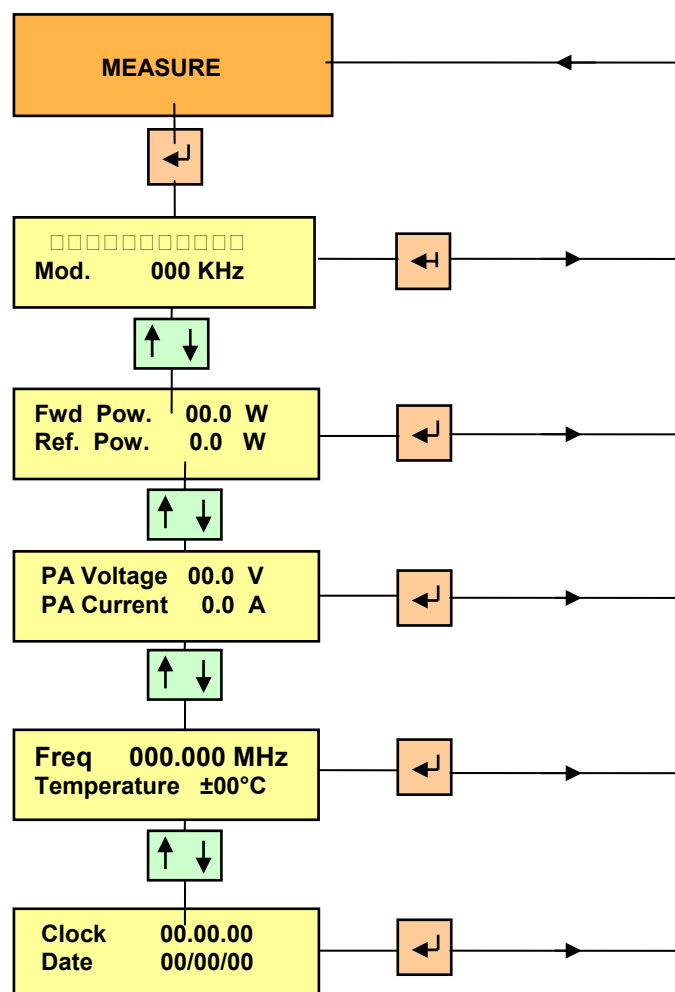 MEASURE
□□□□□□□□□□□
Mod. 000 KHz
Fwd Pow. 00.0 W
Ref. Pow. 0.0 W
PA Voltage 00.0 V
PA Current 0.0 A
Freq 000.000 MHz
Temperature ±00°C
Clock 00.00.00
Date 00/00/00